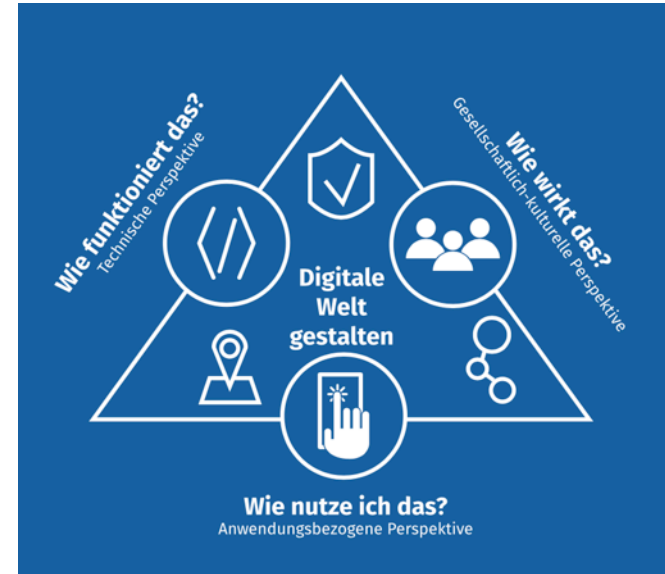 Wie funktioniert das?
Technische Perspektive
Wie wirkt das?
Gesellschaftlich-kulturelle Perspektive
Digitale
Welt
gestalten
Wie nutze ich das?
Anwendungsbezogene Perspektive